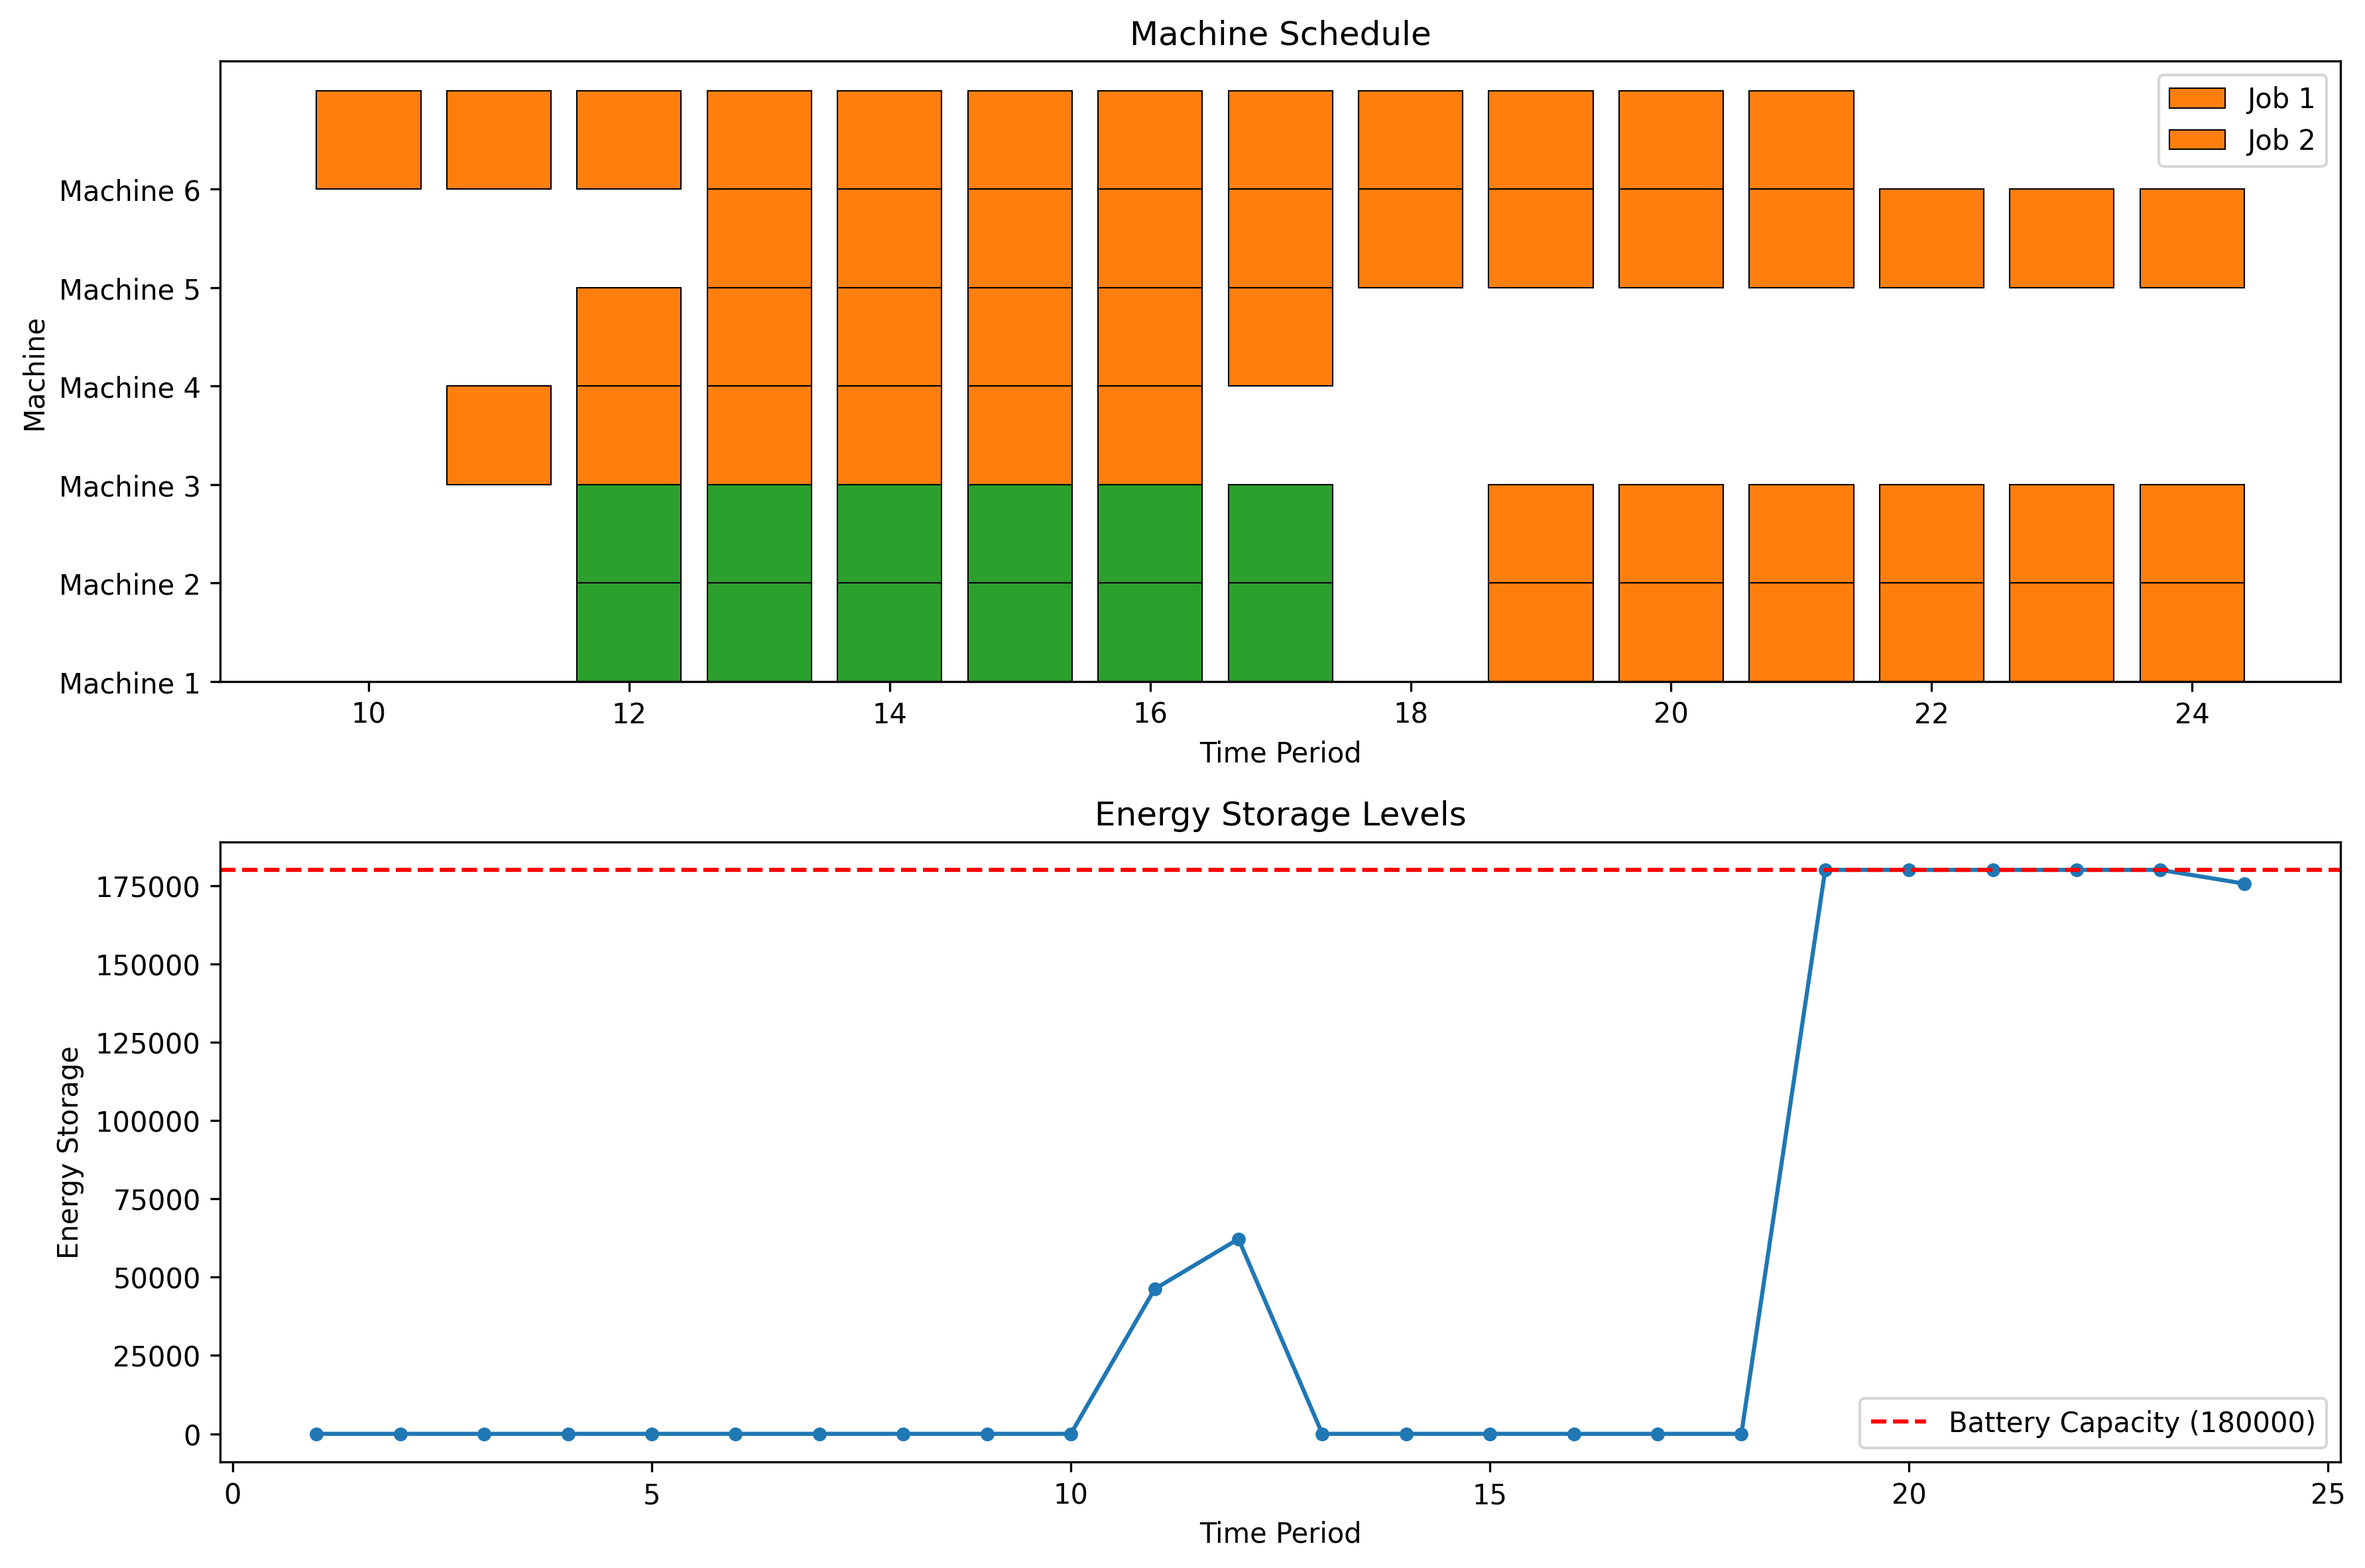 Machine Schedule
Job 1
Job 2
Machine
Machine 6
Machine 5
Machine 4
Machine 3
Machine 2
Machine 1
10 12 14 16 18 20 22 24
Time Period
Energy Storage Levels
Energy Storage
175000
150000
125000
100000
75000
50000
25000
0
Battery Capacity (180000)
0 5 10 15 20 25
Time Period